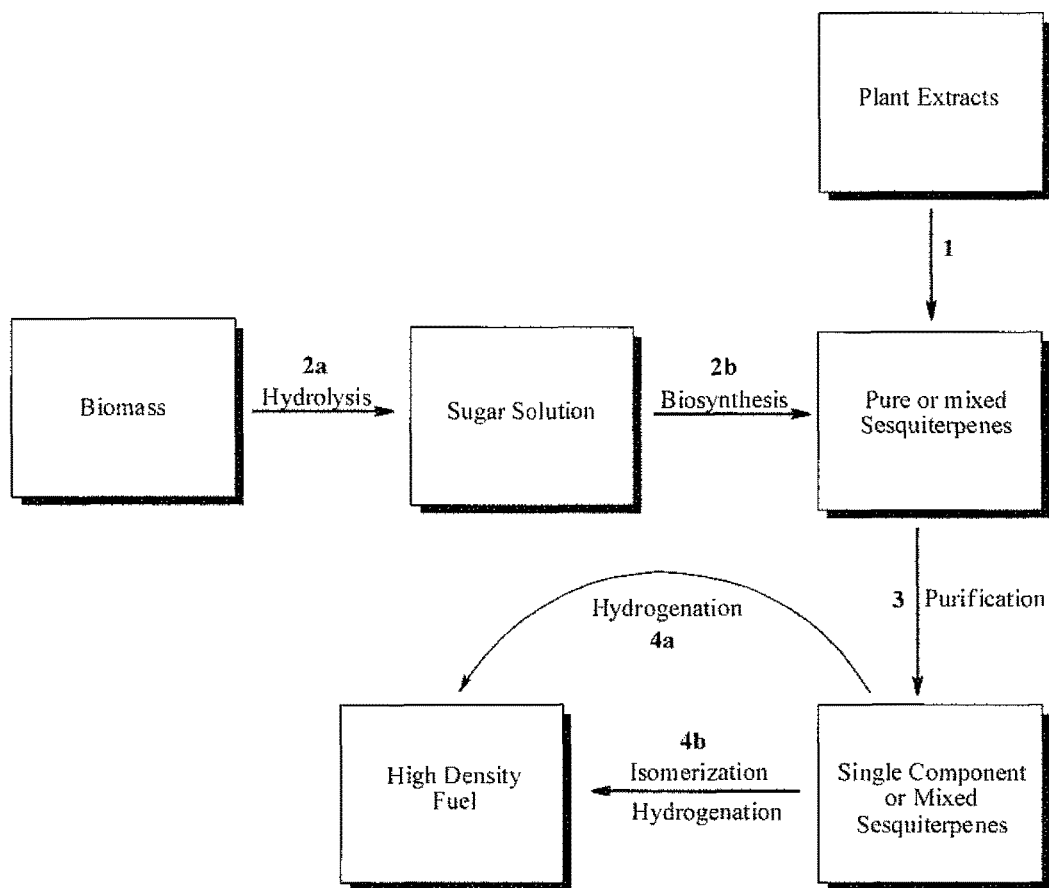 Plant Extracts
1
Biomass
2a
Hydrolysis
Sugar Solution
2b
Biosynthesis
Pure or mixed
Sesquiterpenes
3 Purification
Hydrogenation
4a
High Density
Fuel
4b
Isomerization
Hydrogenation
Single Component
or Mixed
Sesquiterpenes